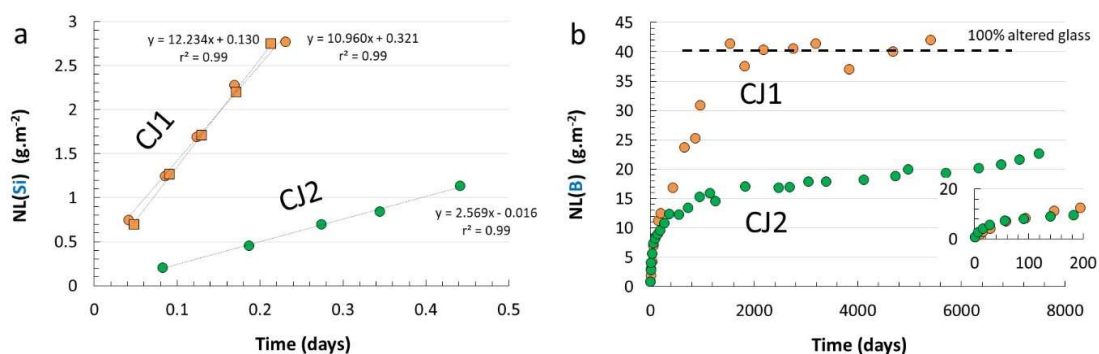 a
3
2.5
2
1.5
1
0.5
0
NL(Si) (g.m⁻²)
y = 12.234x + 0.130
r² = 0.99
y = 10.960x + 0.321
r² = 0.99
CJ1
CJ2
y = 2.569x - 0.016
r² = 0.99
0 0.1 0.2 0.3 0.4 0.5
Time (days)
b
45
40
35
30
25
20
15
10
5
0
NL(B) (g.m⁻²)
100% altered glass
CJ1
CJ2
20
0
0 100 200
0 2000 4000 6000 8000
Time (days)